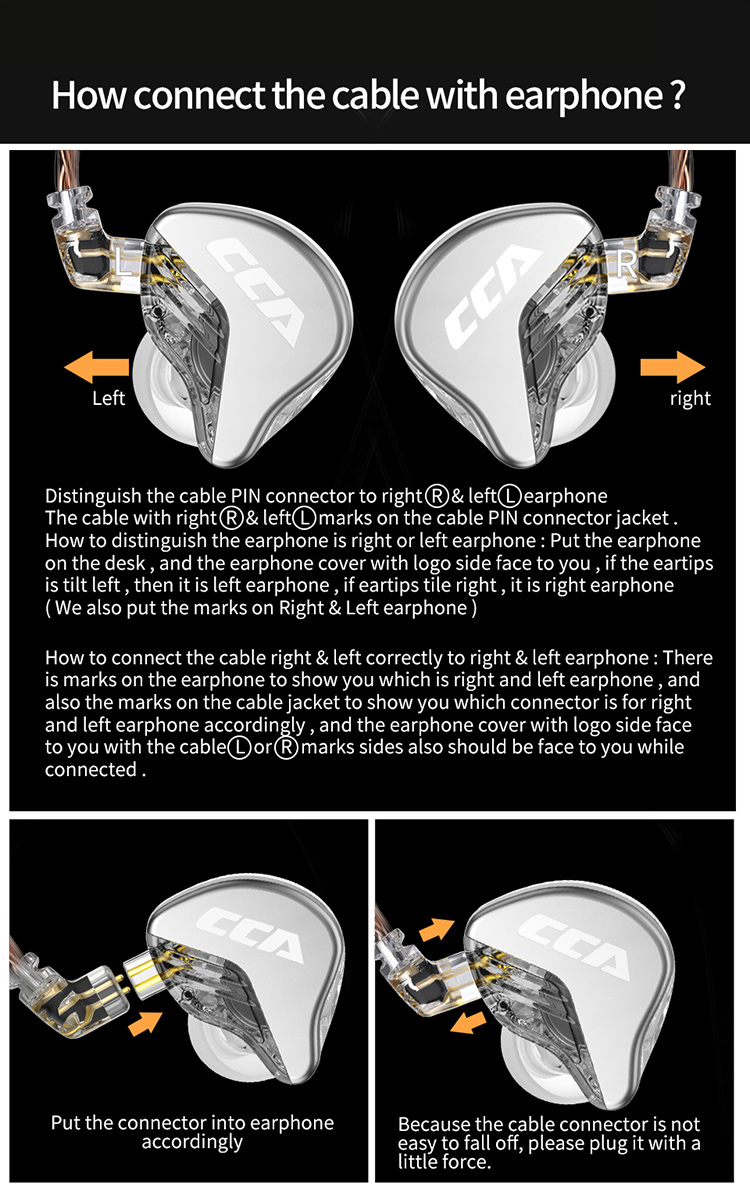 How connect the cable with earphone ?
L
CCA
CCA
R
Left
right
Distinguish the cable PIN connector to right Ⓡ & left Ⓛ earphone
The cable with right Ⓡ & left Ⓛ marks on the cable PIN connector jacket .
How to distinguish the earphone is right or left earphone : Put the earphone
on the desk , and the earphone cover with logo side face to you , if the eartips
is tilt left , then it is left earphone , if eartips tile right , it is right earphone
( We also put the marks on Right & Left earphone )
How to connect the cable right & left correctly to right & left earphone : There
is marks on the earphone to show you which is right and left earphone , and
also the marks on the cable jacket to show you which connector is for right
and left earphone accordingly , and the earphone cover with logo side face
to you with the cable Ⓛ or Ⓡ marks sides also should be face to you while
connected .
CCA
CCA
Put the connector into earphone
accordingly
Because the cable connector is not
easy to fall off, please plug it with a
little force.